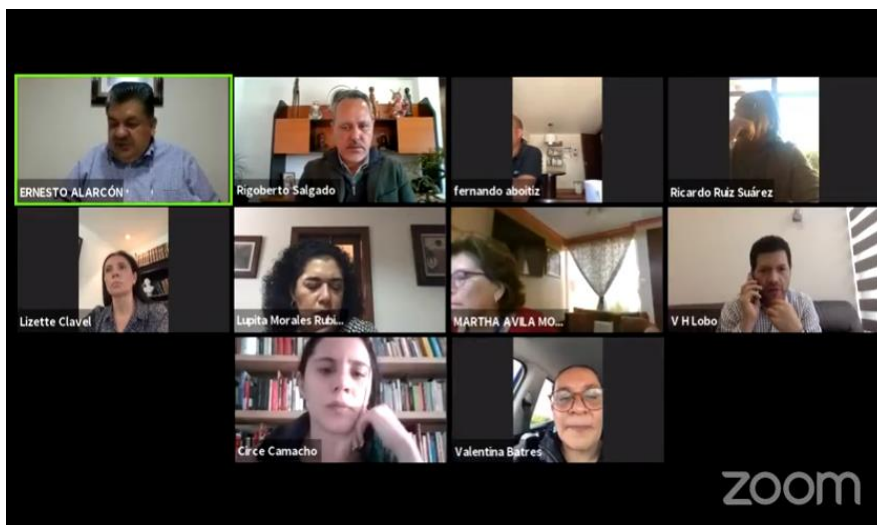 ERNESTO ALARCÓN
Rigoberto Salgado
fernando aboitiz
Ricardo Ruiz Suárez
Lizette Clavel
Lupita Morales Rubi...
MARTHA AVILA MO...
V H Lobo
Circe Camacho
Valentina Batres
zoom